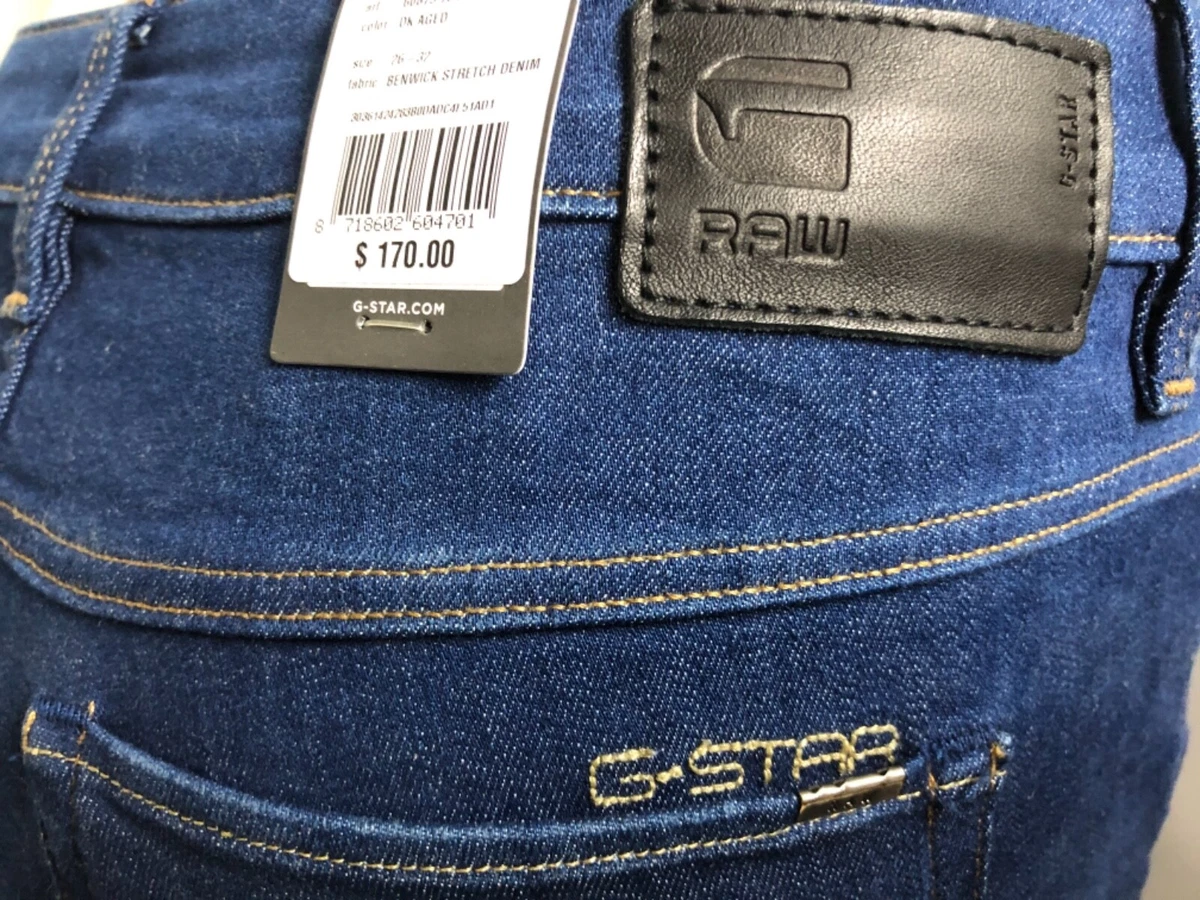 color: DK AGED
size: 26 - 32
fabric: BENWICK STRETCH DENIM
8 718602 604701
$ 170.00
G-STAR.COM
RAW
G-STAR
G-STAR